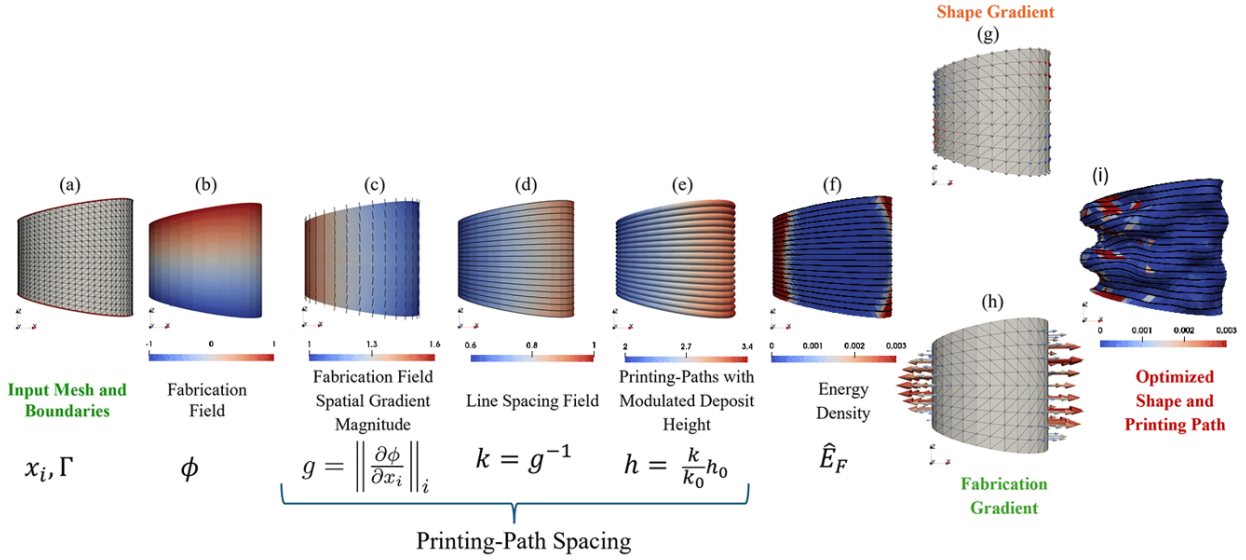 Shape Gradient
(g)
(a)
(b)
(c)
(d)
(e)
(f)
(i)
(h)
-1 0 1
1 1.3 1.6
0.6 0.8 1
2 2.7 3.4
0 0.001 0.002 0.003
0 0.001 0.002 0.003
Input Mesh and
Boundaries
Fabrication
Field
Fabrication Field
Spatial Gradient
Magnitude
Line Spacing Field
Printing-Paths with
Modulated Deposit
Height
Energy
Density
Optimized
Shape and
Printing Path
x_i, Γ
ϕ
g = ‖∂ϕ/∂x_i‖_i
k = g⁻¹
h = k/k₀ h₀
Ê_F
Fabrication
Gradient
Printing-Path Spacing